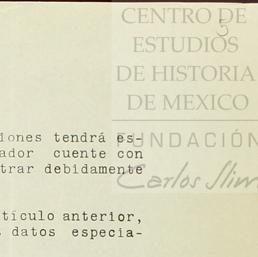 CENTRO DE
ESTUDIOS
DE HISTORIA
DE MEXICO
FUNDACIÓN
Carlos Slim
iones tendrá es-
ador cuente con
trar debidamente
tículo anterior,
datos especia-